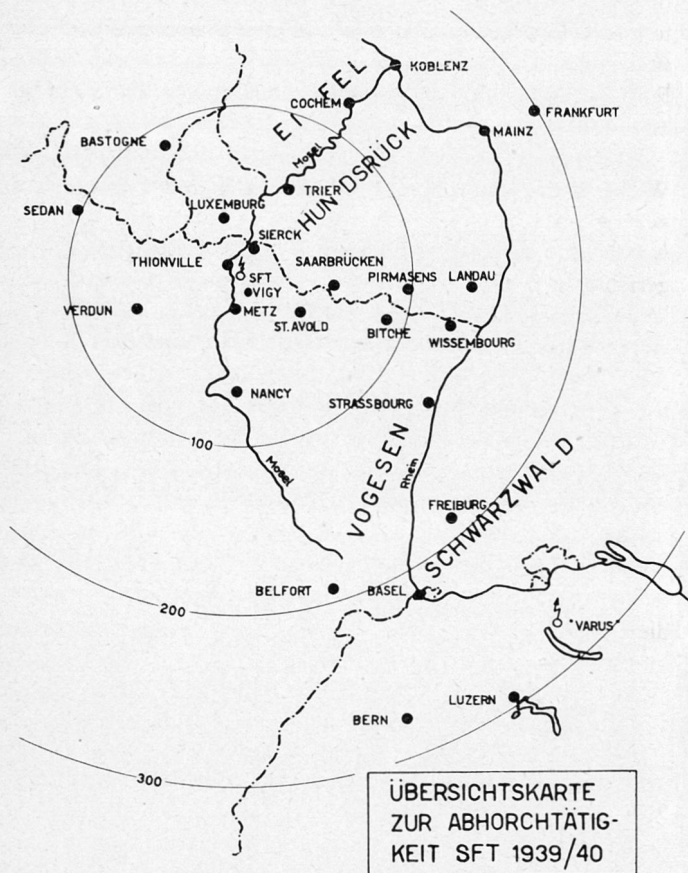 KOBLENZ
EIFEL
COCHEM
FRANKFURT
MAINZ
BASTOGNE
Mosel
HUNDSRÜCK
TRIER
SEDAN
LUXEMBURG
SIERCK
THIONVILLE
SFT
SAARBRÜCKEN
PIRMASENS
LANDAU
VIGY
VERDUN
METZ
ST.AVOLD
BITCHE
WISSEMBOURG
NANCY
STRASSBOURG
100
VOGESEN
Mosel
Rhein
SCHWARZWALD
FREIBURG
BELFORT
BASEL
200
"VARUS"
LUZERN
BERN
300
ÜBERSICHTSKARTE
ZUR ABHORCHTÄTIG-
KEIT SFT 1939/40